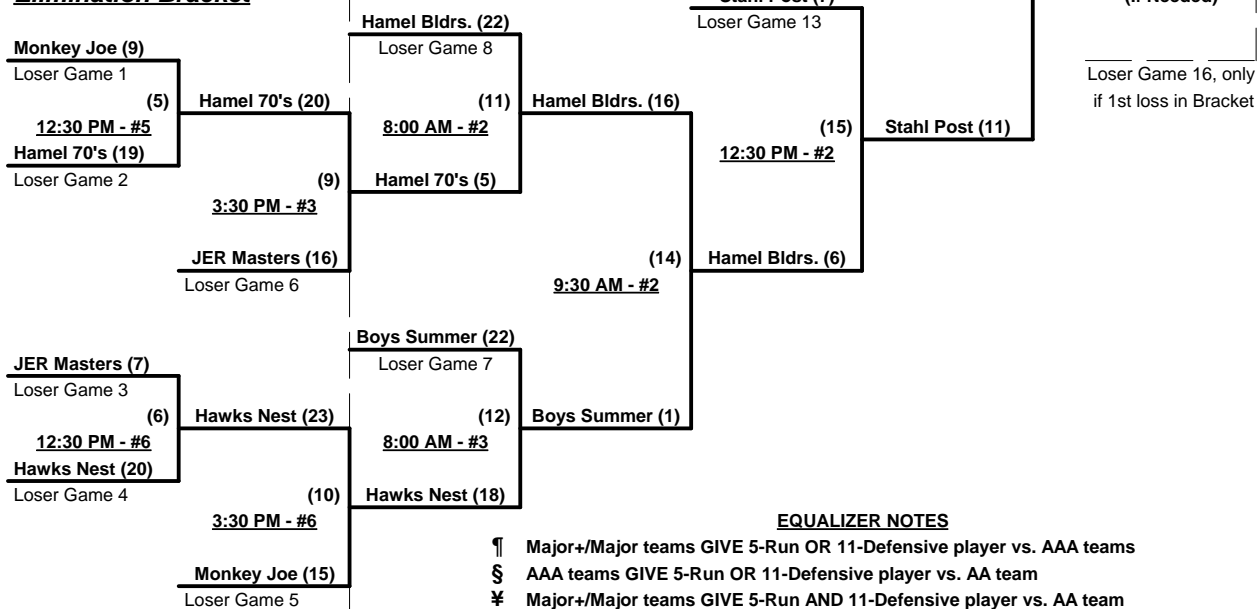 Elimination Bracket
Hamel Bldrs. (22)
Loser Game 8
Stahl Post (7)
Loser Game 13
(If Needed)
Monkey Joe (9)
Loser Game 1
(5)
12:30 PM - #5
Hamel 70's (19)
Loser Game 2
Hamel 70's (20)
(9)
3:30 PM - #3
JER Masters (16)
Loser Game 6
(11)
8:00 AM - #2
Hamel 70's (5)
Hamel Bldrs. (16)
(15)
12:30 PM - #2
Stahl Post (11)
Loser Game 16, only
if 1st loss in Bracket
(14)
9:30 AM - #2
Hamel Bldrs. (6)
JER Masters (7)
Loser Game 3
(6)
12:30 PM - #6
Hawks Nest (20)
Loser Game 4
Hawks Nest (23)
(10)
3:30 PM - #6
Monkey Joe (15)
Loser Game 5
Boys Summer (22)
Loser Game 7
(12)
8:00 AM - #3
Hawks Nest (18)
Boys Summer (1)
EQUALIZER NOTES
¶ Major+/Major teams GIVE 5-Run OR 11-Defensive player vs. AAA teams
§ AAA teams GIVE 5-Run OR 11-Defensive player vs. AA team
¥ Major+/Major teams GIVE 5-Run AND 11-Defensive player vs. AA team